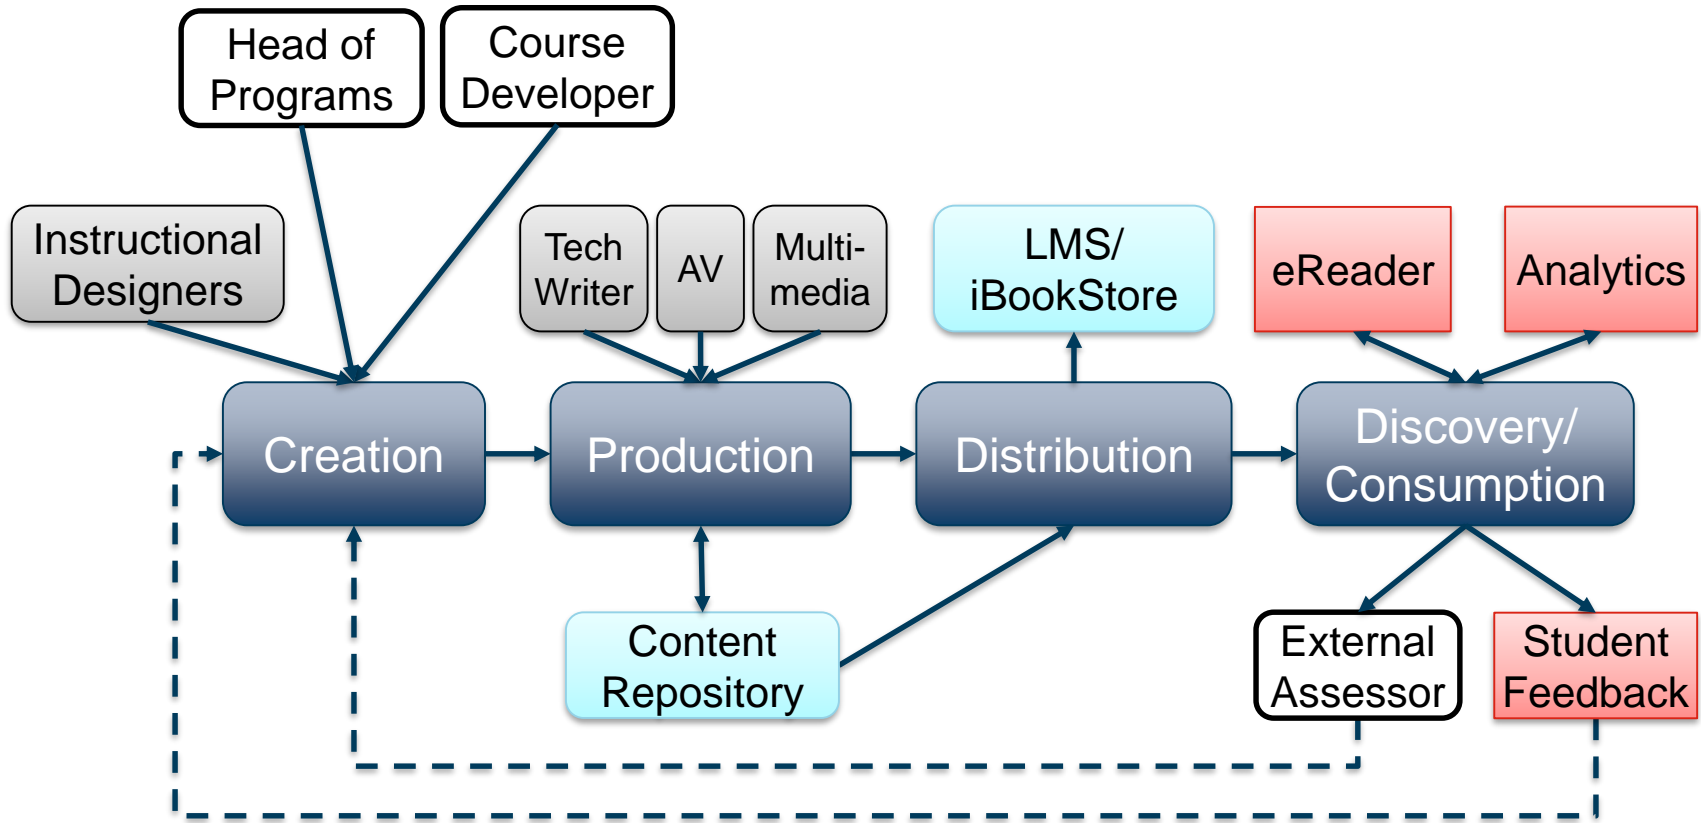 Head of
Programs
Course
Developer
Instructional
Designers
Tech
Writer
AV
Multi-
media
LMS/
iBookStore
eReader
Analytics
Creation
Production
Distribution
Discovery/
Consumption
Content
Repository
External
Assessor
Student
Feedback